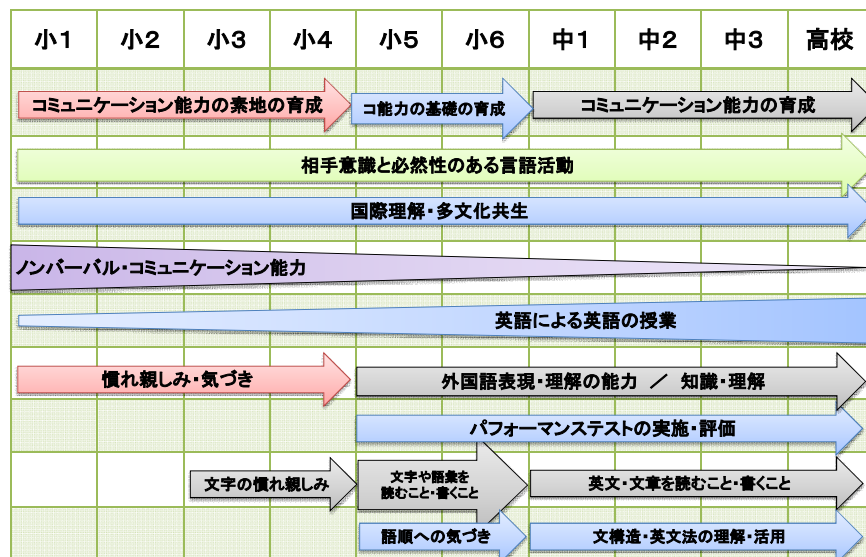 小1 小2 小3 小4 小5 小6 中1 中2 中3 高校
コミュニケーション能力の素地の育成 コ能力の基礎の育成 コミュニケーション能力の育成
相手意識と必然性のある言語活動
国際理解・多文化共生
ノンバーバル・コミュニケーション能力
英語による英語の授業
慣れ親しみ・気づき 外国語表現・理解の能力 ／ 知識・理解
パフォーマンステストの実施・評価
文字の慣れ親しみ
文字や語彙を
読むこと・書くこと
英文・文章を読むこと・書くこと
語順への気づき 文構造・英文法の理解・活用